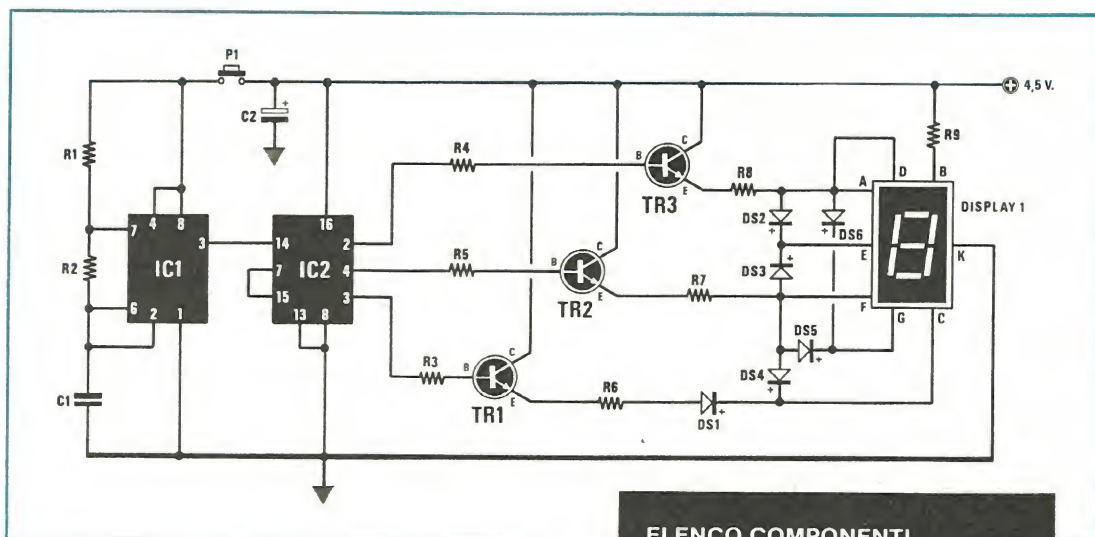 P1
4,5 V.
C2
R1
R9
R4
B
C
E
TR3
R8
A
D
B
DISPLAY 1
DS2
DS6
4
8
7
3
14
16
2
R2
IC1
IC2
R5
B
C
E
TR2
DS3
E
K
7
4
R7
15
3
6
2
1
13
8
F
G
C
DS5
R3
B
C
E
TR1
R6
DS4
DS1
C1
ELENCO COMPONENTI